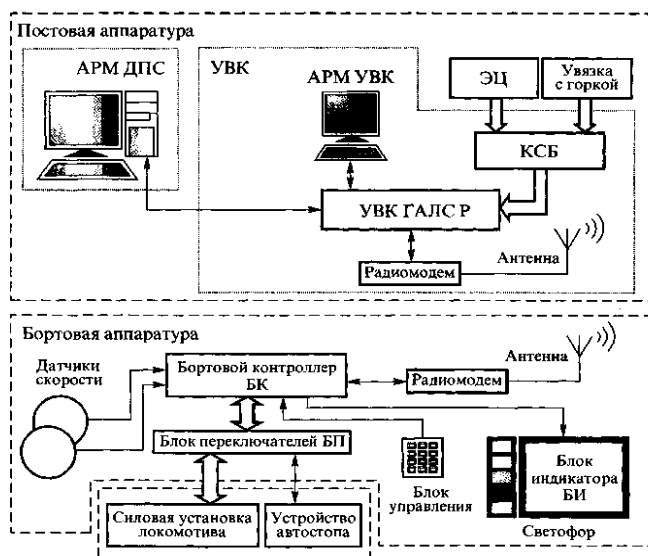 Постовая аппаратура
АРМ ДПС
УВК
АРМ УВК
ЭЦ
Увязка
с горкой
КСБ
УВК ГАЛС Р
Радиомодем
Антенна
Бортовая аппаратура
Датчики
скорости
Бортовой контроллер
БК
Радиомодем
Антенна
Блок переключателей БП
Блок
управления
Блок
индикатора
БИ
Светофор
Силовая установка
локомотива
Устройство
автостопа